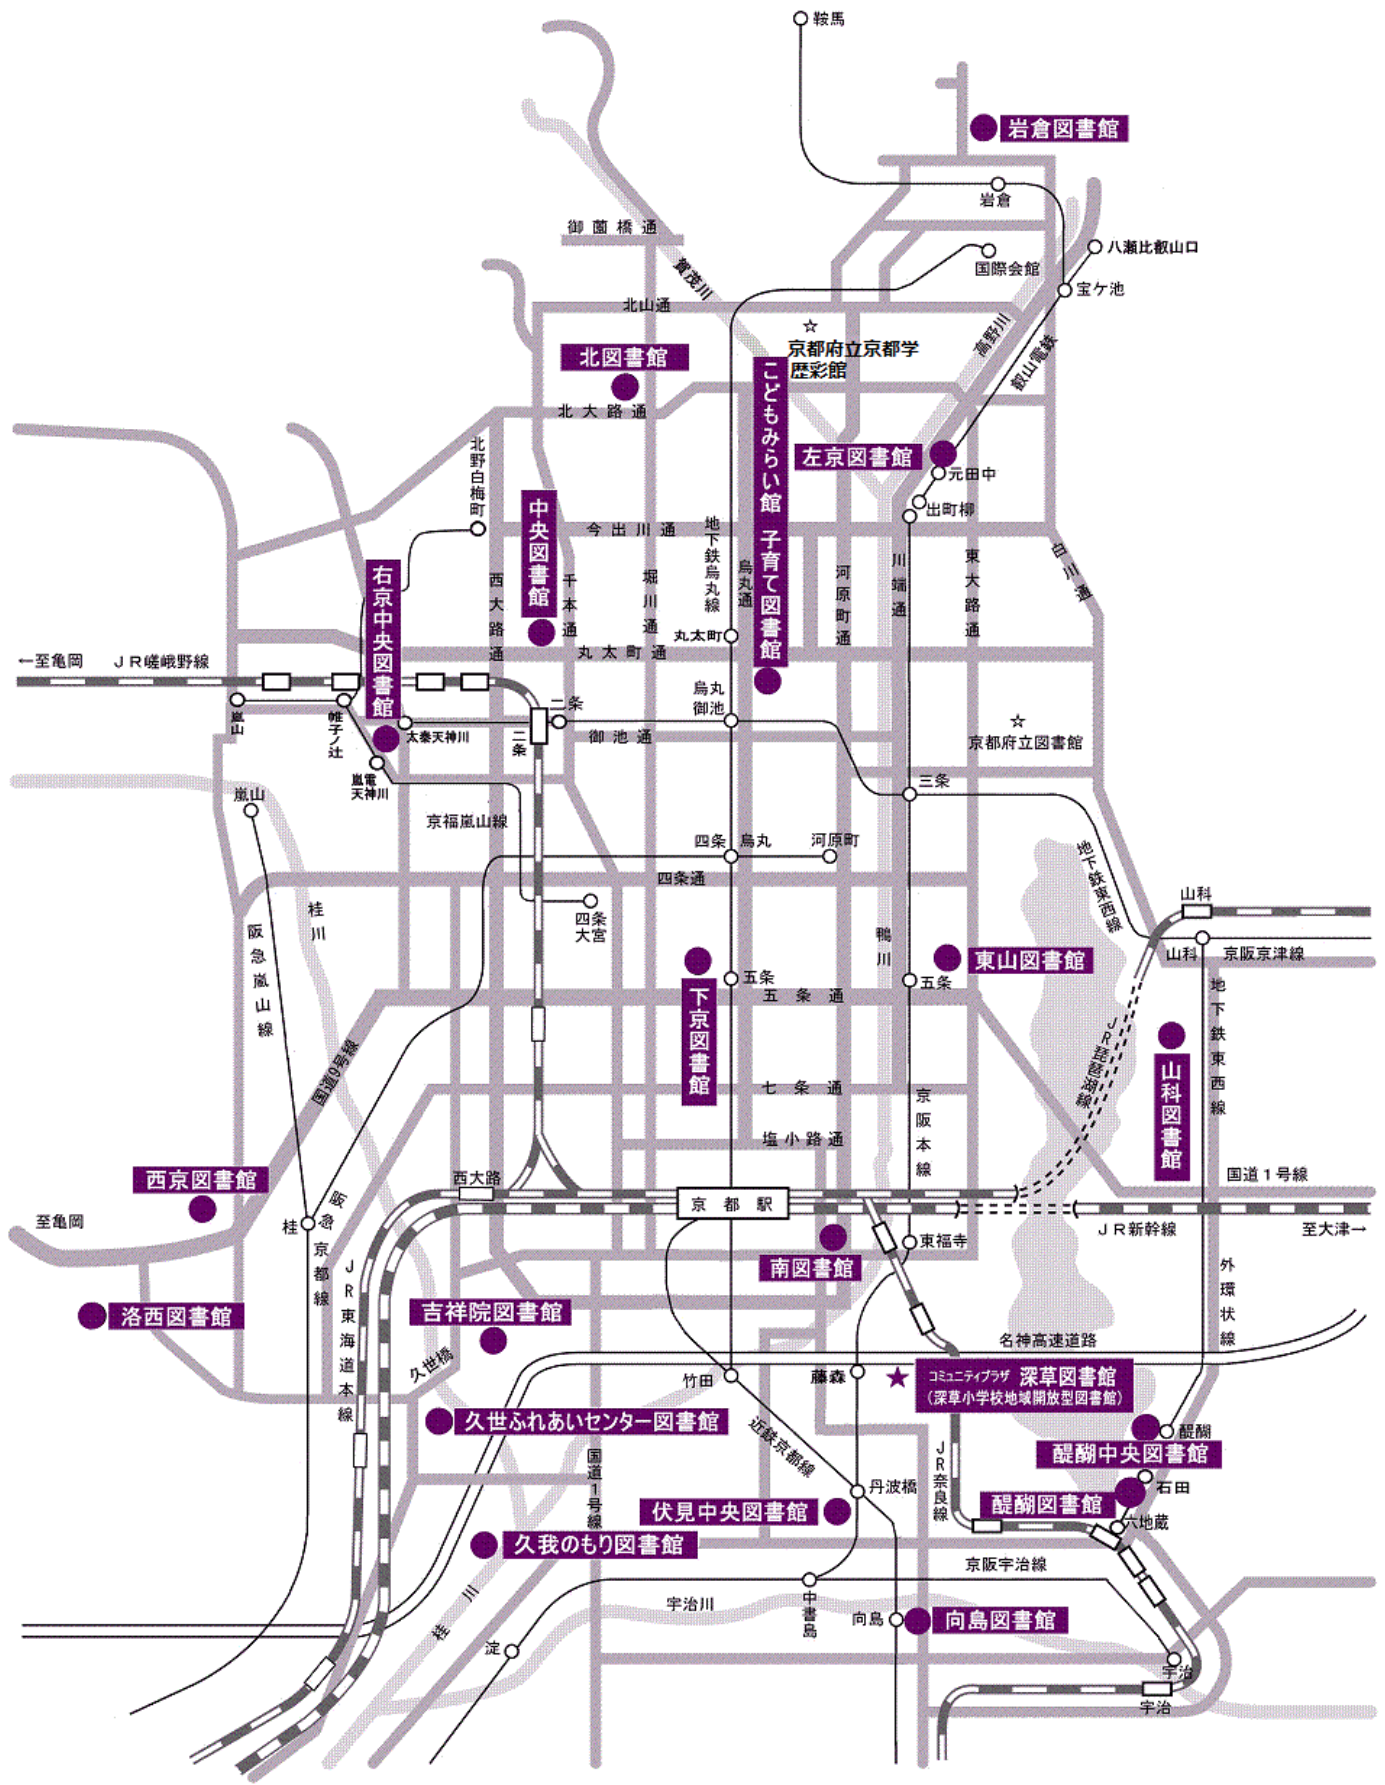 鞍馬
岩倉図書館
岩倉
御薗橋通
八瀬比叡山口
国際会館
賀茂川
宝ケ池
北山通
高野川
京都府立京都学
歴彩館
北図書館
叡山電鉄
こどもみらい館 子育て図書館
北大路通
北野白梅町
左京図書館
元田中
出町柳
中央図書館
今出川通
地下鉄烏丸線
烏丸通
河原町通
川端通
東大路通
白川通
右京中央図書館
西大路通
千本通
堀川通
丸太町
丸太町通
←至亀岡
JR嵯峨野線
嵐山
帷子ノ辻
太秦天神川
二条
二条
烏丸
御池
御池通
京都府立図書館
嵐電
天神川
三条
嵐山
京福嵐山線
四条
烏丸
河原町
地下鉄東西線
四条通
四条
大宮
山科
桂川
阪急嵐山線
鴨川
東山図書館
山科
京阪京津線
五条
五条
五条通
下京図書館
地下鉄東西線
国道9号線
JR琵琶湖線
山科図書館
七条通
京阪本線
塩小路通
西京図書館
西大路
京都駅
国道1号線
至亀岡
桂
阪急京都線
JR新幹線
至大津→
東福寺
南図書館
外環状線
JR東海道本線
洛西図書館
吉祥院図書館
名神高速道路
久世橋
竹田
藤森
コミュニティプラザ 深草図書館
(深草小学校地域開放型図書館)
久世ふれあいセンター図書館
近鉄京都線
醍醐
醍醐中央図書館
国道1号線
JR奈良線
丹波橋
石田
醍醐図書館
伏見中央図書館
六地蔵
久我のもり図書館
京阪宇治線
桂川
宇治川
中書島
向島
向島図書館
淀
宇治
宇治